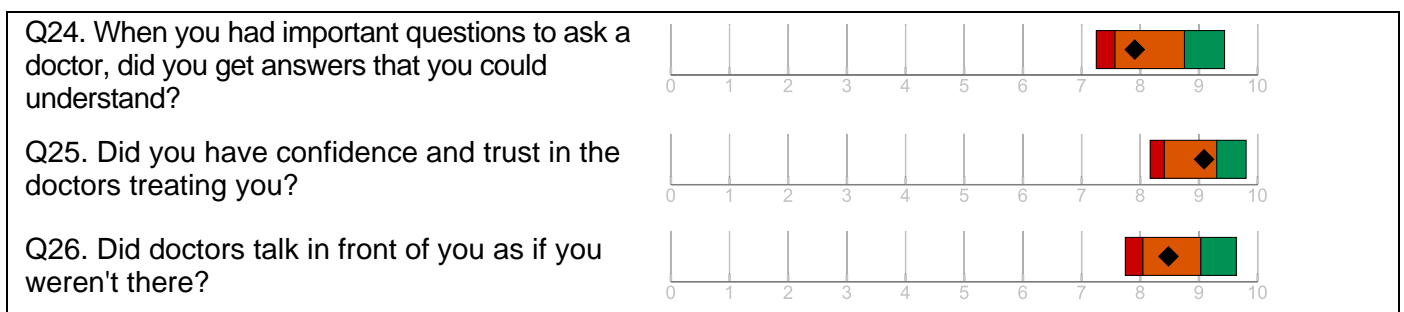 Q24. When you had important questions to ask a
doctor, did you get answers that you could
understand?
0 1 2 3 4 5 6 7 8 9 10
Q25. Did you have confidence and trust in the
doctors treating you?
0 1 2 3 4 5 6 7 8 9 10
Q26. Did doctors talk in front of you as if you
weren't there?
0 1 2 3 4 5 6 7 8 9 10